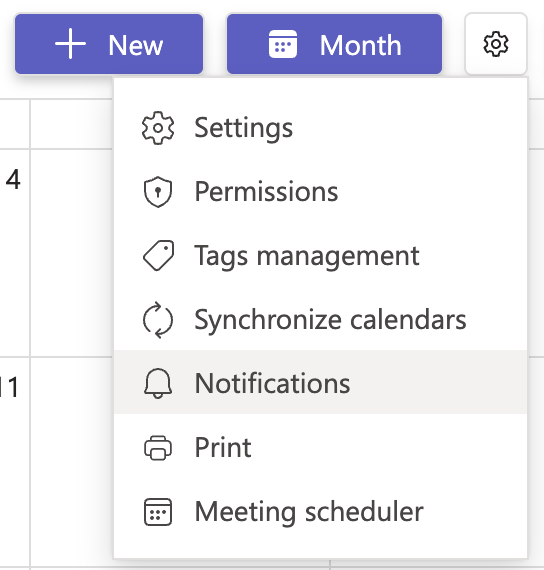 New
Month
Settings
4
Permissions
Tags management
Synchronize calendars
11
Notifications
Print
Meeting scheduler